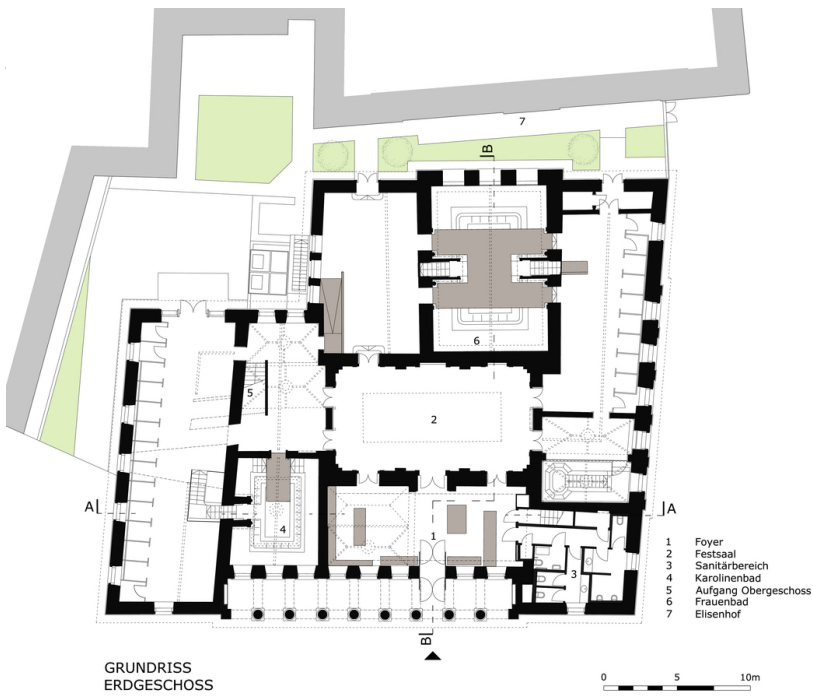 7
B
6
5
2
A
A
4
1
3
1 Foyer
2 Festsaal
3 Sanitärbereich
4 Karolinenbad
5 Aufgang Obergeschoss
6 Frauenbad
7 Elisenhof
B
GRUNDRISS
ERDGESCHOSS
0 5 10m